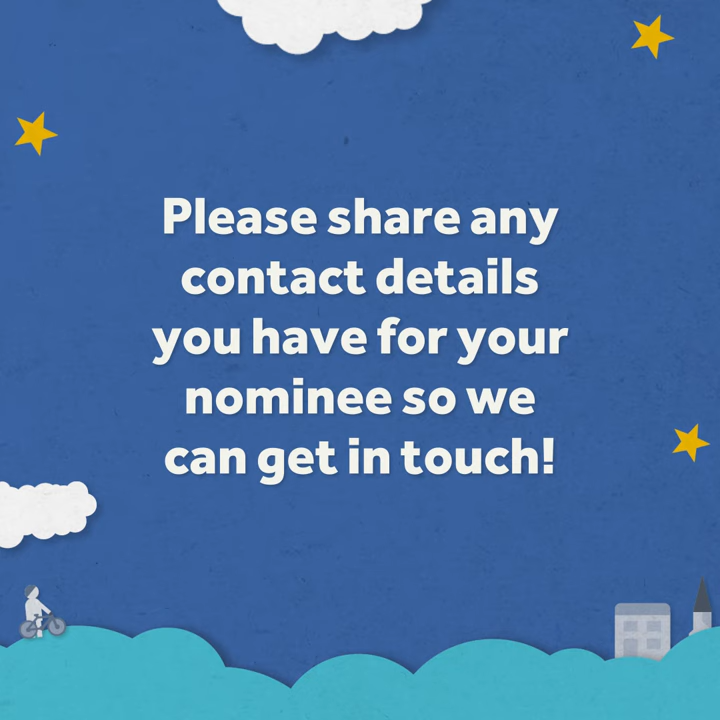 Please share any
contact details
you have for your
nominee so we
can get in touch!